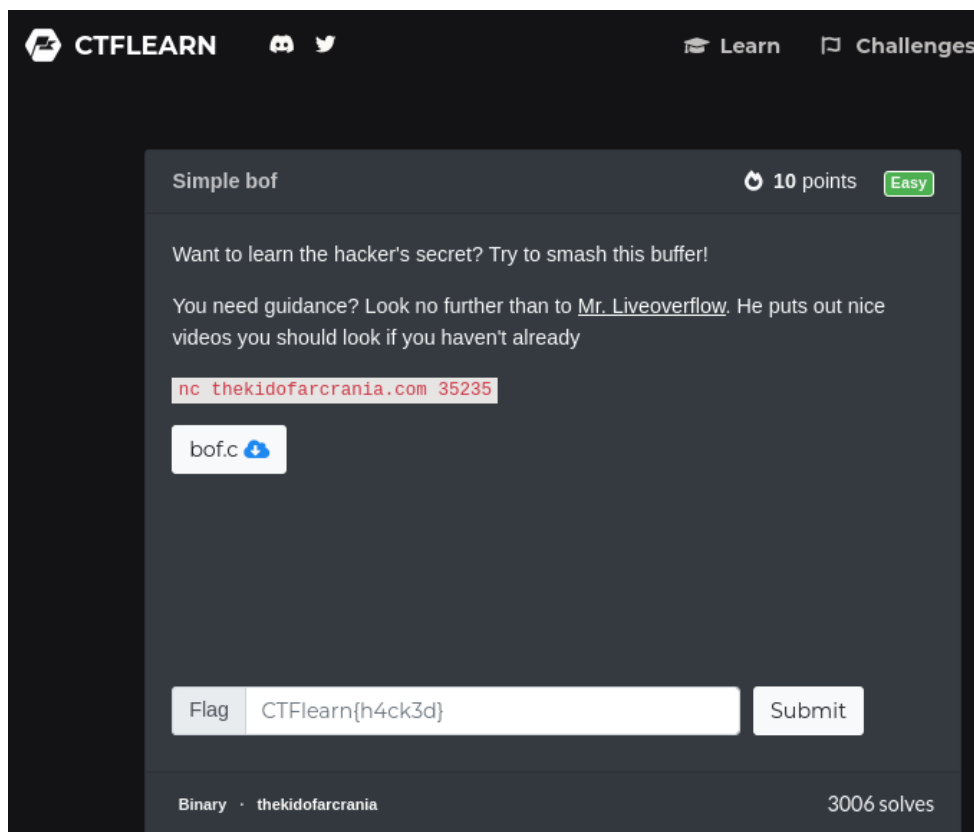 CTFLEARN Learn Challenges
Simple bof 10 points Easy
Want to learn the hacker's secret? Try to smash this buffer!
You need guidance? Look no further than to Mr. Liveoverflow. He puts out nice
videos you should look if you haven't already
nc thekidofarcrania.com 35235
bof.c
Flag CTFlearn{h4ck3d} Submit
Binary · thekidofarcrania 3006 solves